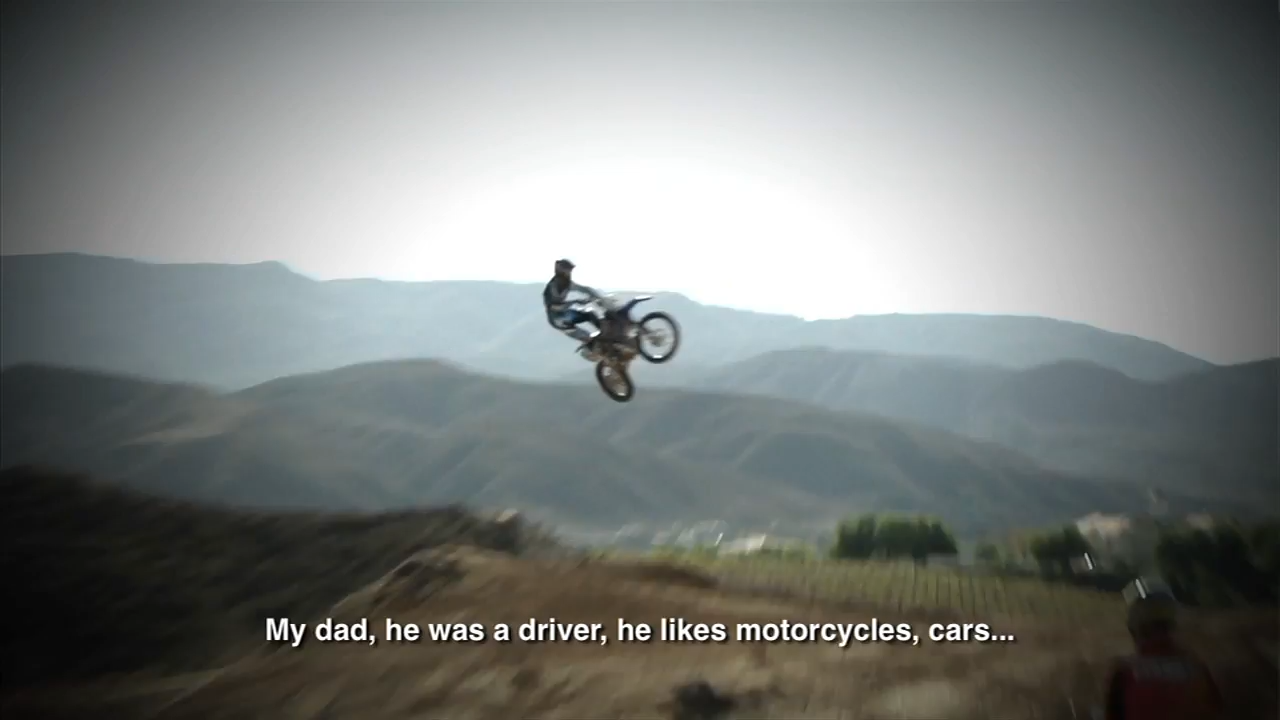 My dad, he was a driver, he likes motorcycles, cars...